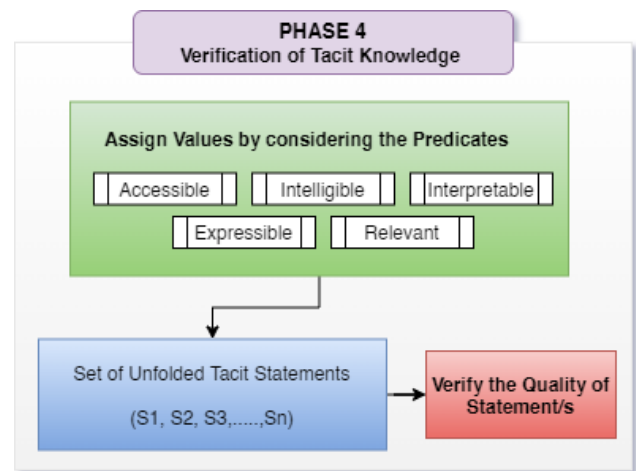 PHASE 4
Verification of Tacit Knowledge
Assign Values by considering the Predicates
Accessible
Intelligible
Interpretable
Expressible
Relevant
Set of Unfolded Tacit Statements
(S1, S2, S3,.....,Sn)
Verify the Quality of
Statement/s